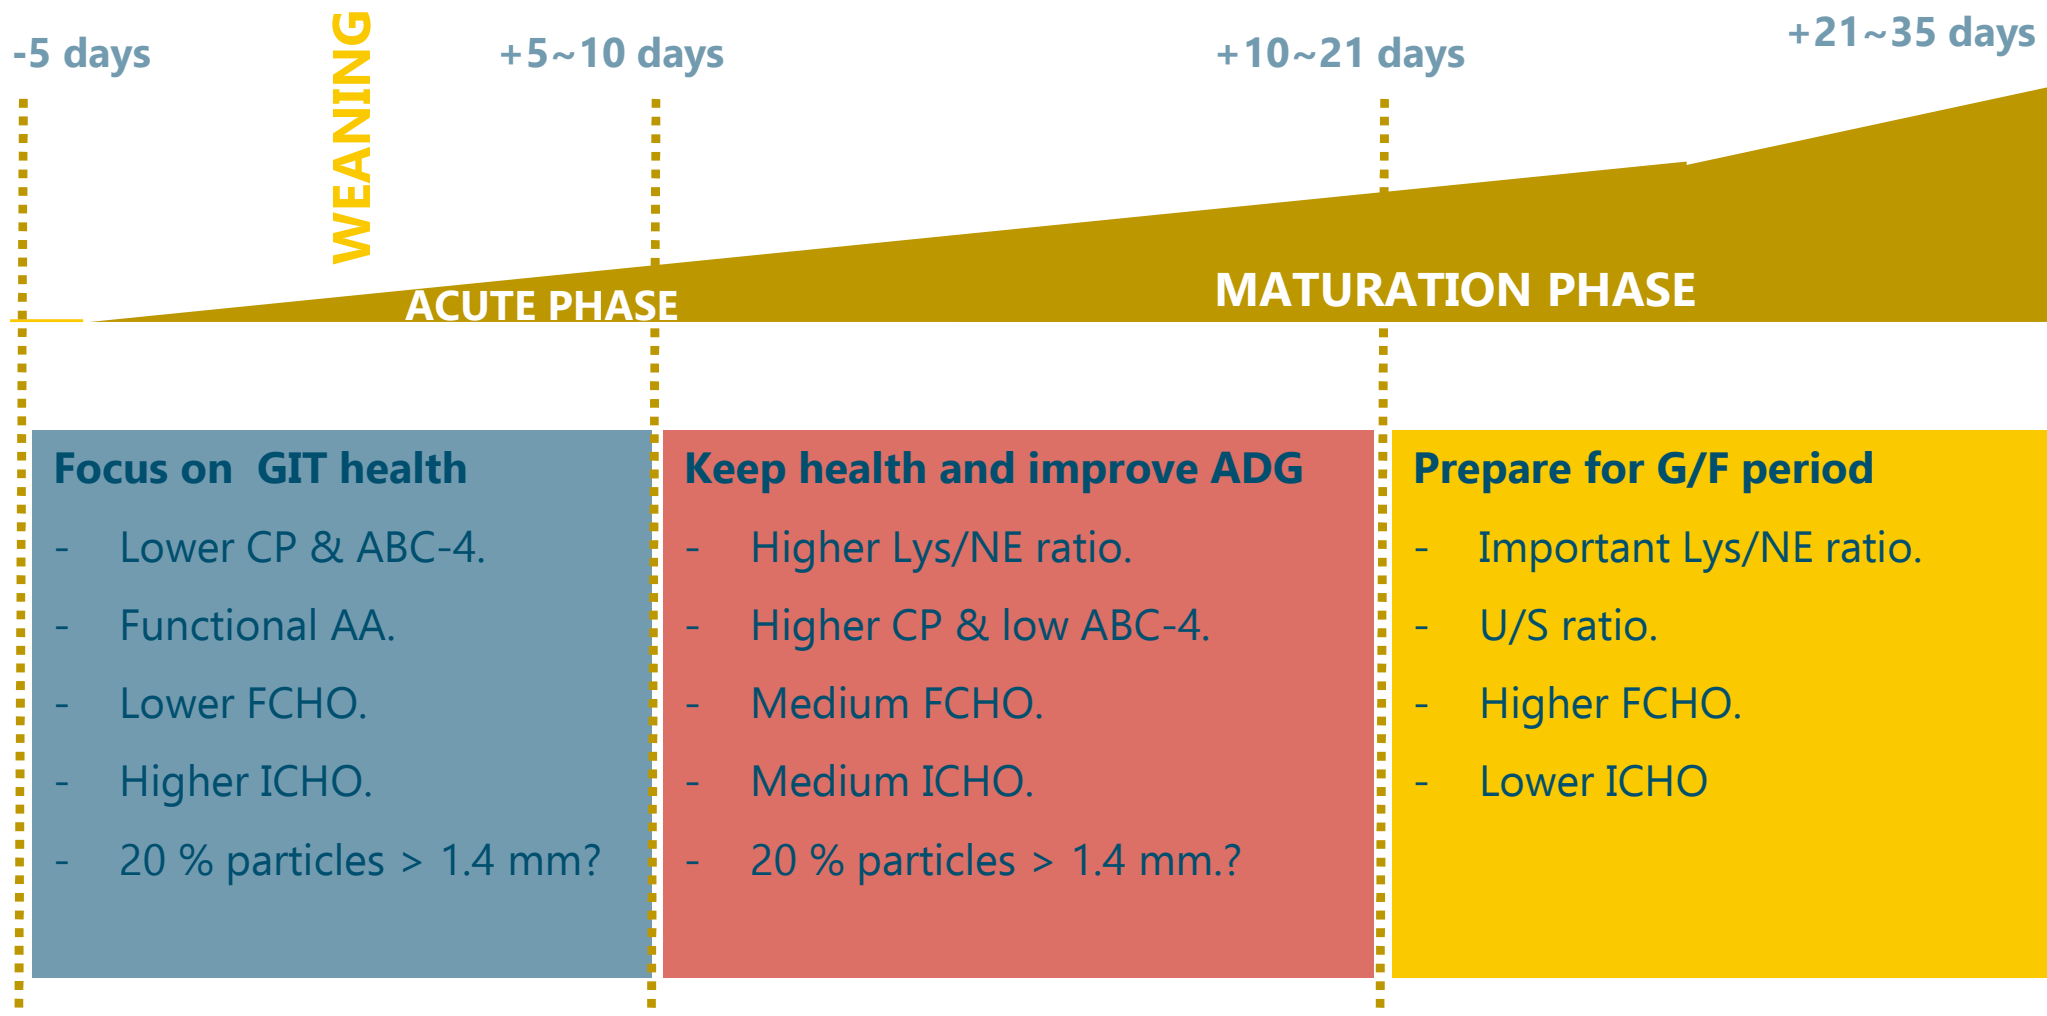 -5 days
WEANING
+5~10 days
+10~21 days
+21~35 days
ACUTE PHASE
MATURATION PHASE
Focus on  GIT health
- Lower CP & ABC-4.
- Functional AA.
- Lower FCHO.
- Higher ICHO.
- 20 % particles > 1.4 mm?
Keep health and improve ADG
- Higher Lys/NE ratio.
- Higher CP & low ABC-4.
- Medium FCHO.
- Medium ICHO.
- 20 % particles > 1.4 mm.?
Prepare for G/F period
- Important Lys/NE ratio.
- U/S ratio.
- Higher FCHO.
- Lower ICHO